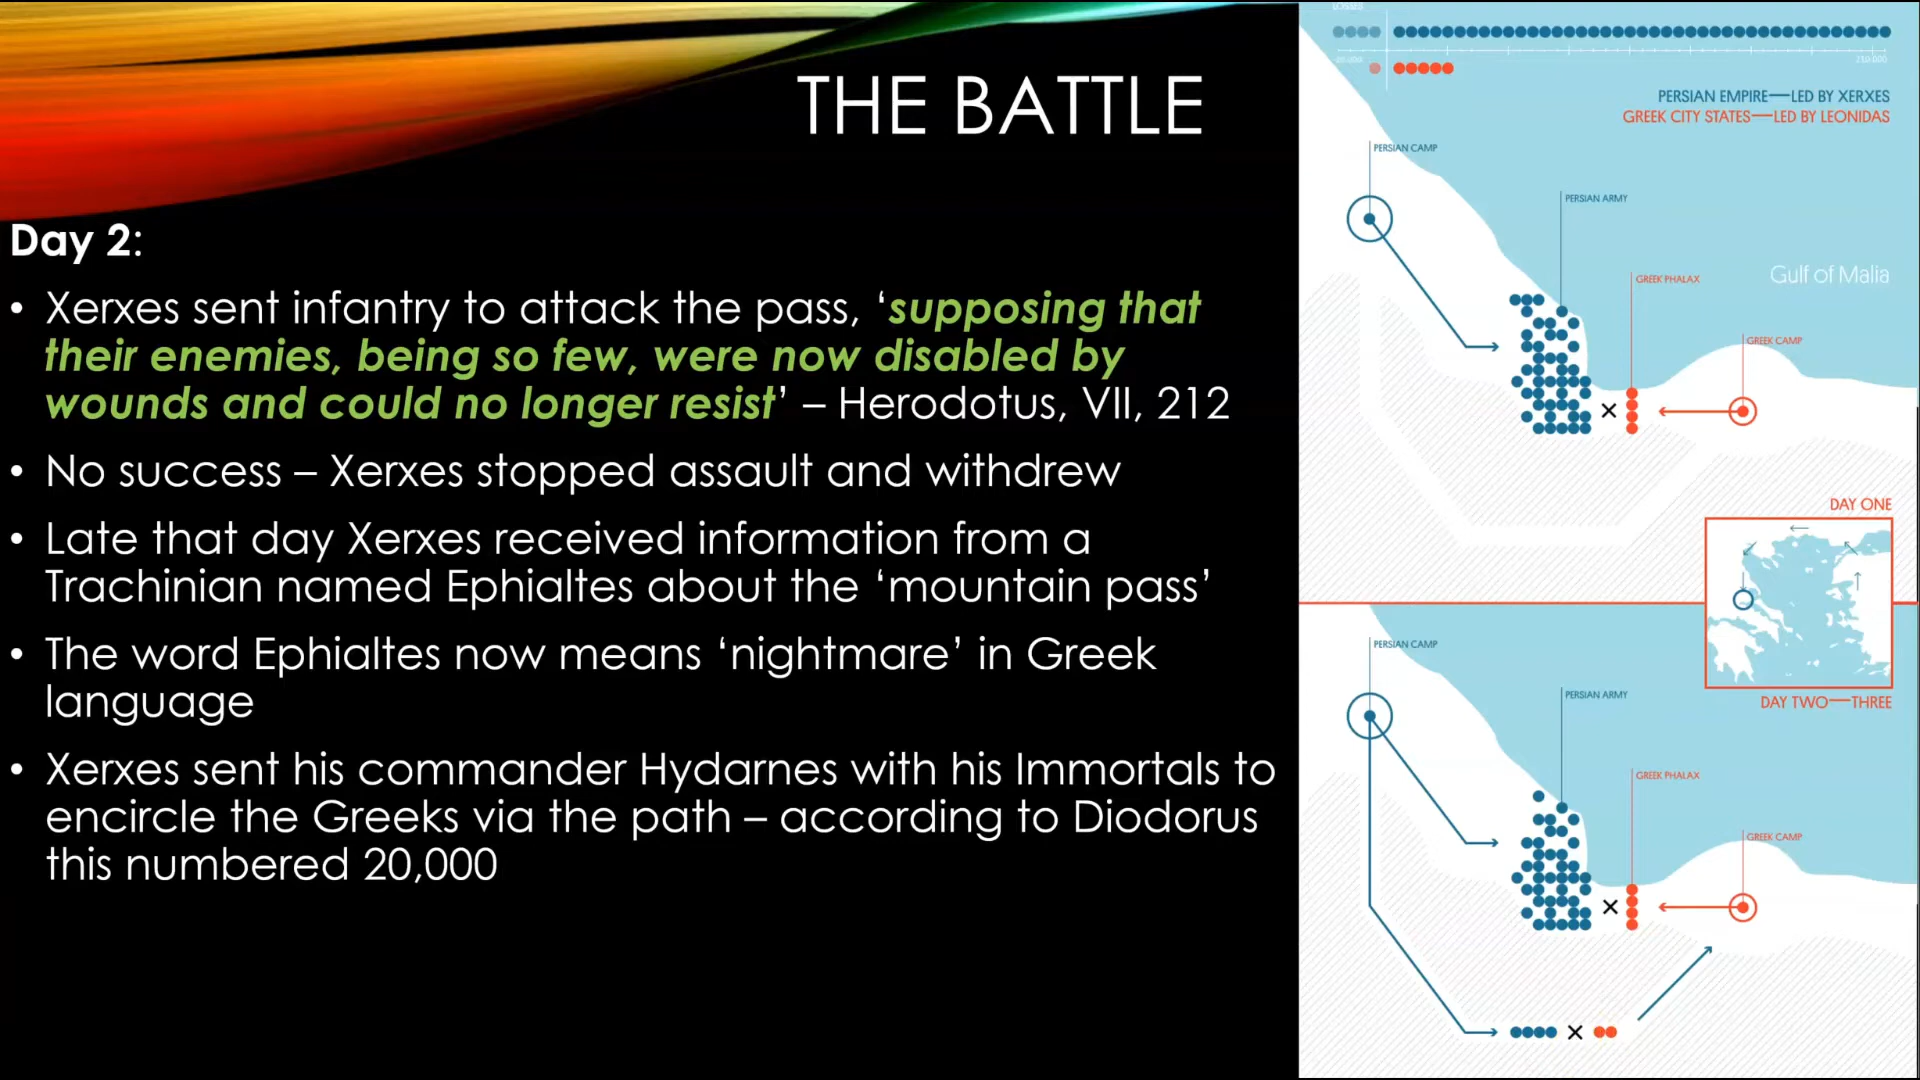 THE BATTLE
Day 2:
• Xerxes sent infantry to attack the pass, ‘supposing that
their enemies, being so few, were now disabled by
wounds and could no longer resist’ – Herodotus, VII, 212
• No success – Xerxes stopped assault and withdrew
• Late that day Xerxes received information from a
Trachinian named Ephialtes about the ‘mountain pass’
• The word Ephialtes now means ‘nightmare’ in Greek
language
• Xerxes sent his commander Hydarnes with his Immortals to
encircle the Greeks via the path – according to Diodorus
this numbered 20,000
210.000
PERSIAN EMPIRE—LED BY XERXES
GREEK CITY STATES—LED BY LEONIDAS
PERSIAN CAMP
PERSIAN ARMY
Gulf of Malia
GREEK PHALAX
GREEK CAMP
DAY ONE
DAY TWO—THREE
PERSIAN CAMP
PERSIAN ARMY
GREEK PHALAX
GREEK CAMP